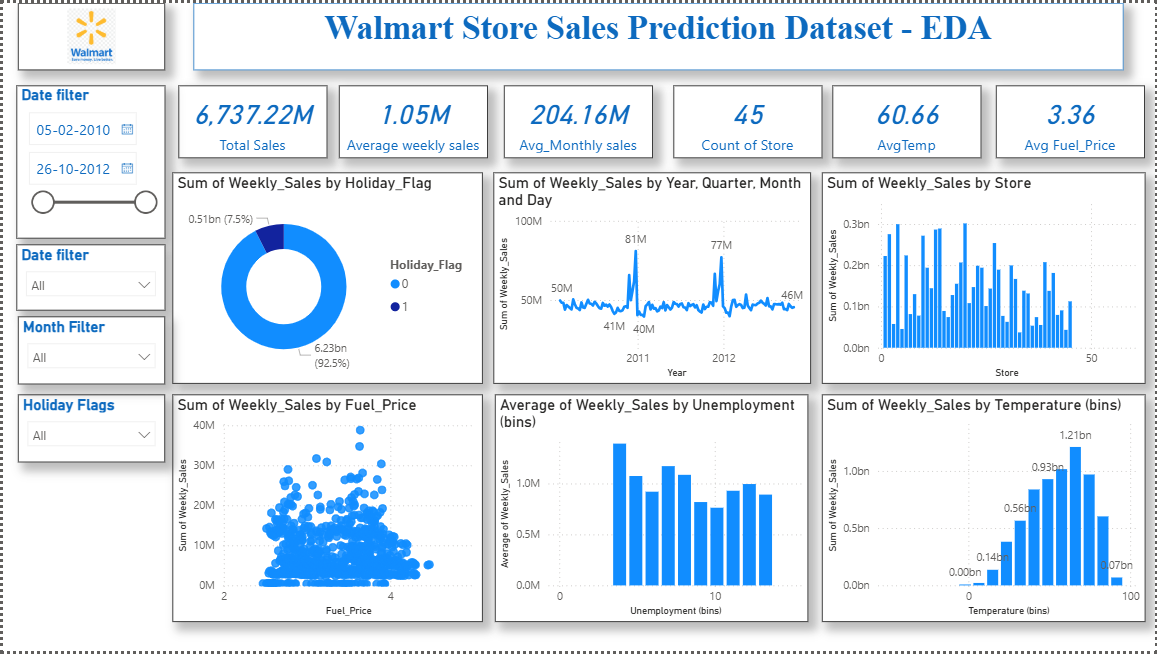 Walmart
Walmart Store Sales Prediction Dataset - EDA
Date filter
05-02-2010
26-10-2012
Date filter
All
Month Filter
All
Holiday Flags
All
6,737.22M
Total Sales
1.05M
Average weekly sales
204.16M
Avg_Monthly sales
45
Count of Store
60.66
AvgTemp
3.36
Avg Fuel_Price
Sum of Weekly_Sales by Holiday_Flag
0.51bn (7.5%)
6.23bn
(92.5%)
Holiday_Flag
0
1
Sum of Weekly_Sales by Year, Quarter, Month
and Day
Sum of Weekly_Sales
100M
50M
50M
81M
77M
46M
41M
40M
2011
2012
Year
Sum of Weekly_Sales by Store
Sum of Weekly_Sales
0.3bn
0.2bn
0.1bn
0.0bn
0
50
Store
Sum of Weekly_Sales by Fuel_Price
Sum of Weekly_Sales
40M
30M
20M
10M
0M
2
4
Fuel_Price
Average of Weekly_Sales by Unemployment
(bins)
Average of Weekly_Sales
1.0M
0.5M
0.0M
0
10
Unemployment (bins)
Sum of Weekly_Sales by Temperature (bins)
Sum of Weekly_Sales
1.0bn
0.5bn
0.0bn
0.00bn
0.14bn
0.56bn
0.93bn
1.21bn
0.07bn
0
100
Temperature (bins)